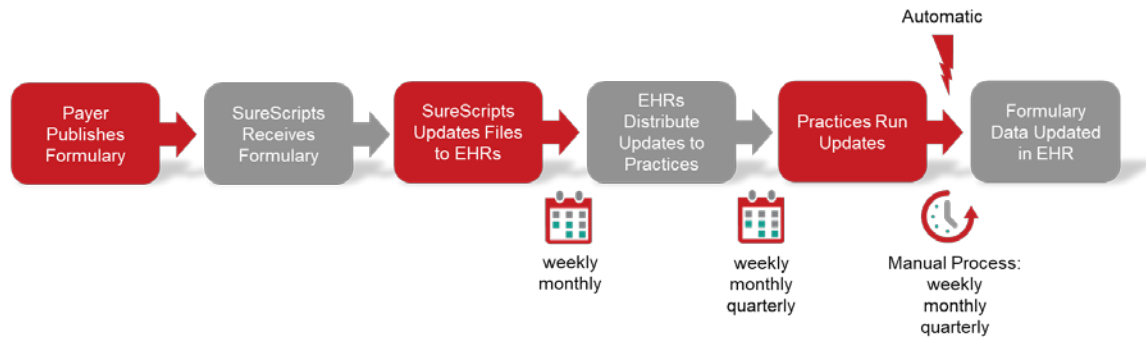 Automatic
Payer
Publishes
Formulary
SureScripts
Receives
Formulary
SureScripts
Updates Files
to EHRs
EHRs
Distribute
Updates to
Practices
Practices Run
Updates
Formulary
Data Updated
in EHR
weekly
monthly
weekly
monthly
quarterly
Manual Process:
weekly
monthly
quarterly